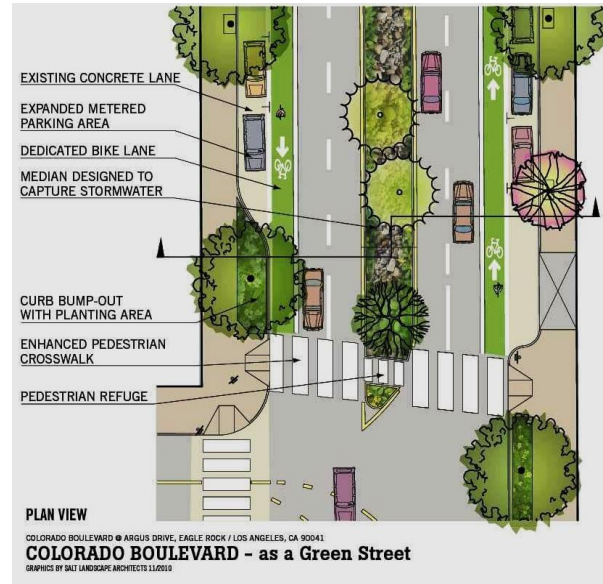 EXISTING CONCRETE LANE
EXPANDED METERED
PARKING AREA
DEDICATED BIKE LANE
MEDIAN DESIGNED TO
CAPTURE STORMWATER
CURB BUMP-OUT
WITH PLANTING AREA
ENHANCED PEDESTRIAN
CROSSWALK
PEDESTRIAN REFUGE
PLAN VIEW
COLORADO BOULEVARD @ ARGUS DRIVE, EAGLE ROCK / LOS ANGELES, CA 90041
COLORADO BOULEVARD - as a Green Street
GRAPHICS BY SALT LANDSCAPE ARCHITECTS 11/2010